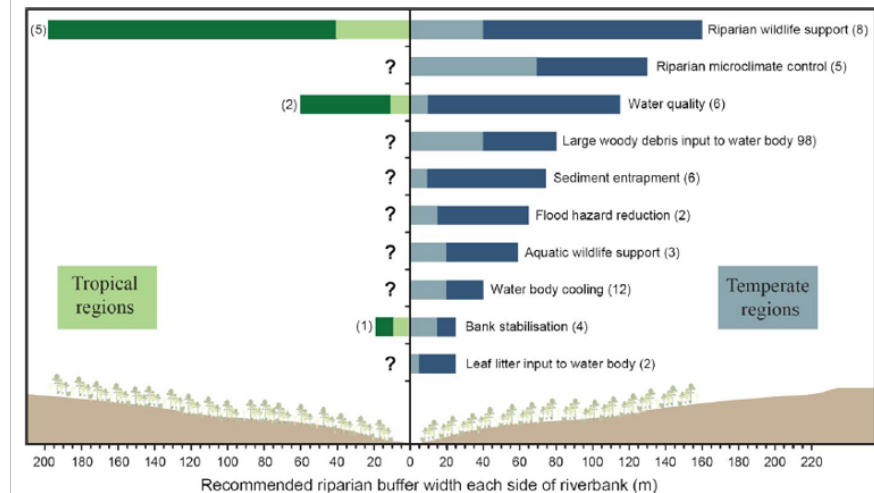 (5) Riparian wildlife support (8)
? Riparian microclimate control (5)
(2) Water quality (6)
? Large woody debris input to water body 98)
? Sediment entrapment (6)
? Flood hazard reduction (2)
? Aquatic wildlife support (3)
? Water body cooling (12)
(1) Bank stabilisation (4)
? Leaf litter input to water body (2)
Tropical
regions
Temperate
regions
200 180 160 140 120 100 80 60 40 20 0 20 40 60 80 100 120 140 160 180 200 220
Recommended riparian buffer width each side of riverbank (m)